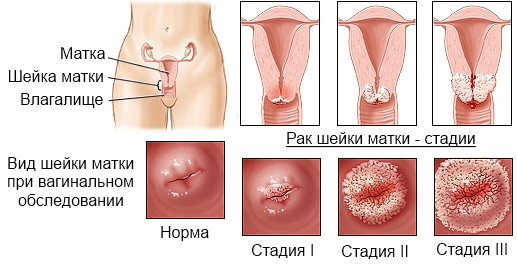 Матка
Шейка матки
Влагалище
Рак шейки матки - стадии
Вид шейки матки
при вагинальном
обследовании
Норма
Стадия I
Стадия II
Стадия III